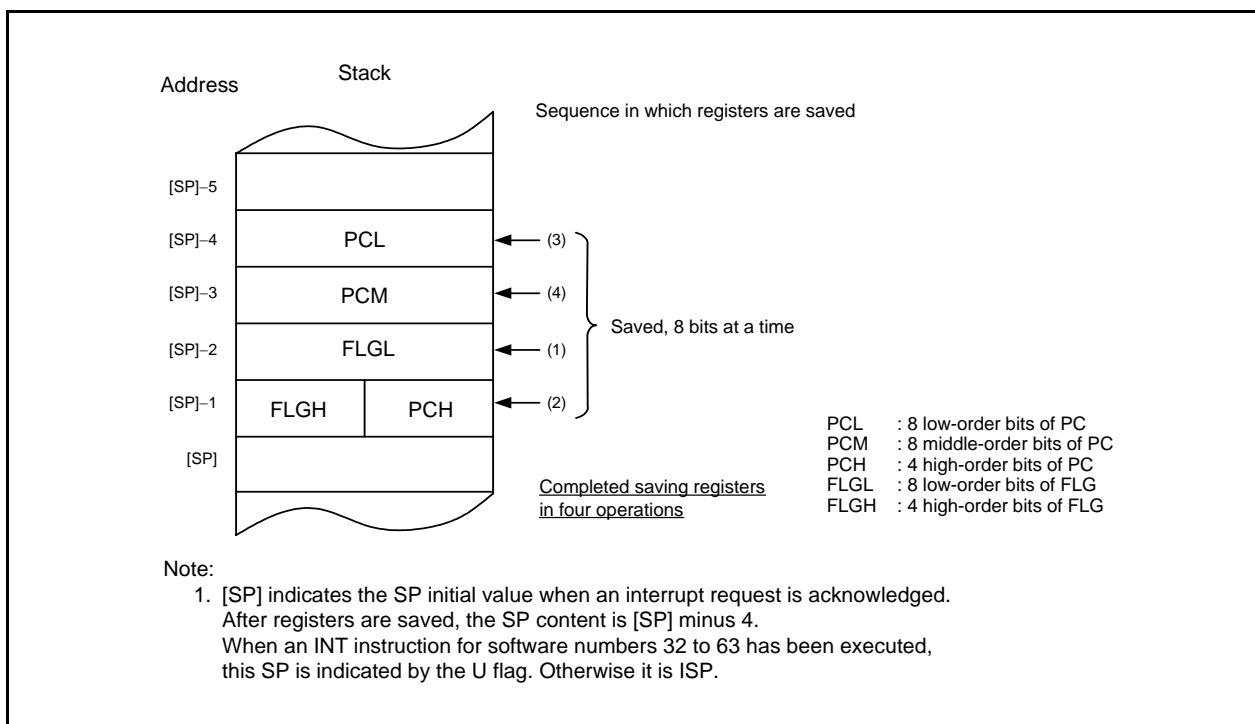 Address
Stack
Sequence in which registers are saved
[SP]−5
[SP]−4 PCL (3)
[SP]−3 PCM (4)
Saved, 8 bits at a time
[SP]−2 FLGL (1)
[SP]−1 FLGH PCH (2)
[SP]
Completed saving registers
in four operations
PCL : 8 low-order bits of PC
PCM : 8 middle-order bits of PC
PCH : 4 high-order bits of PC
FLGL : 8 low-order bits of FLG
FLGH : 4 high-order bits of FLG
Note:
1. [SP] indicates the SP initial value when an interrupt request is acknowledged.
After registers are saved, the SP content is [SP] minus 4.
When an INT instruction for software numbers 32 to 63 has been executed,
this SP is indicated by the U flag. Otherwise it is ISP.